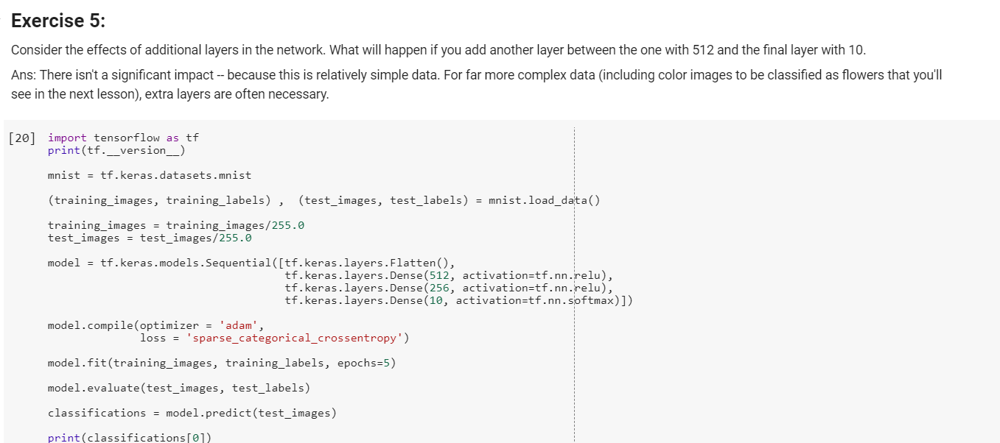 Exercise 5:
Consider the effects of additional layers in the network. What will happen if you add another layer between the one with 512 and the final layer with 10.
Ans: There isn't a significant impact -- because this is relatively simple data. For far more complex data (including color images to be classified as flowers that you'll
see in the next lesson), extra layers are often necessary.
[20] import tensorflow as tf
print(tf.__version__)
mnist = tf.keras.datasets.mnist
(training_images, training_labels) ,  (test_images, test_labels) = mnist.load_data()
training_images = training_images/255.0
test_images = test_images/255.0
model = tf.keras.models.Sequential([tf.keras.layers.Flatten(),
tf.keras.layers.Dense(512, activation=tf.nn.relu),
tf.keras.layers.Dense(256, activation=tf.nn.relu),
tf.keras.layers.Dense(10, activation=tf.nn.softmax)])
model.compile(optimizer = 'adam',
loss = 'sparse_categorical_crossentropy')
model.fit(training_images, training_labels, epochs=5)
model.evaluate(test_images, test_labels)
classifications = model.predict(test_images)
print(classifications[0])